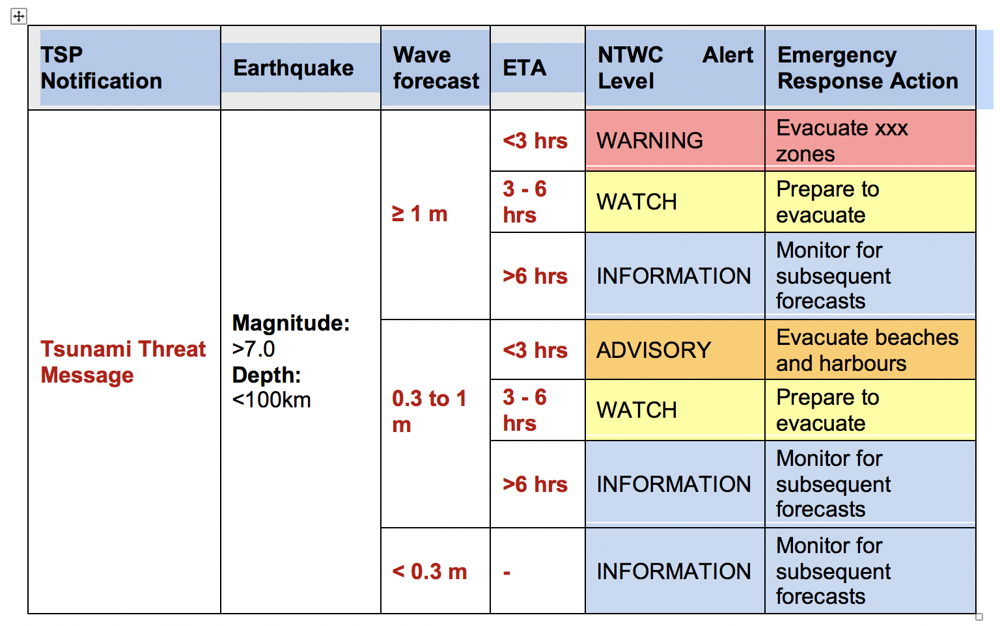 TSP
Notification
Earthquake
Wave
forecast
ETA
NTWC Alert
Level
Emergency
Response Action
Tsunami Threat
Message
Magnitude:
>7.0
Depth:
<100km
≥ 1 m
<3 hrs
WARNING
Evacuate xxx
zones
3 - 6
hrs
WATCH
Prepare to
evacuate
>6 hrs
INFORMATION
Monitor for
subsequent
forecasts
0.3 to 1
m
<3 hrs
ADVISORY
Evacuate beaches
and harbours
3 - 6
hrs
WATCH
Prepare to
evacuate
>6 hrs
INFORMATION
Monitor for
subsequent
forecasts
< 0.3 m
-
INFORMATION
Monitor for
subsequent
forecasts